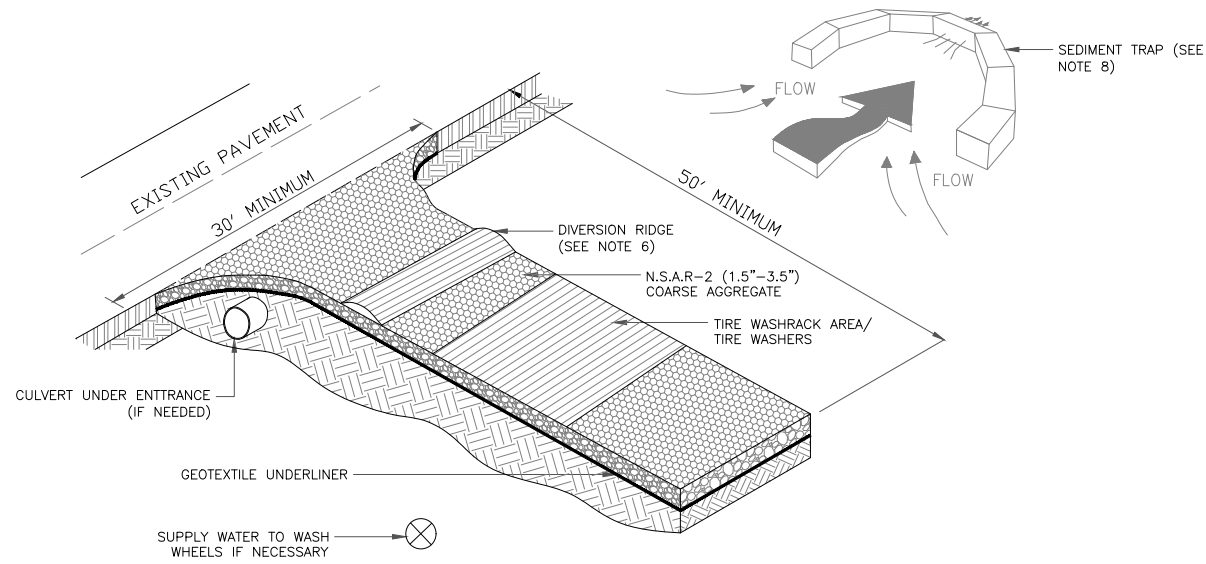 SEDIMENT TRAP (SEE
NOTE 8)
FLOW
FLOW
EXISTING PAVEMENT
30' MINIMUM
50' MINIMUM
DIVERSION RIDGE
(SEE NOTE 6)
N.S.A.R-2 (1.5"-3.5")
COARSE AGGREGATE
TIRE WASHRACK AREA/
TIRE WASHERS
CULVERT UNDER ENTTRANCE
(IF NEEDED)
GEOTEXTILE UNDERLINER
SUPPLY WATER TO WASH
WHEELS IF NECESSARY